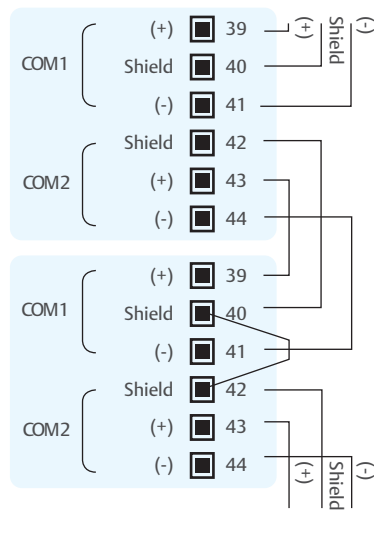 (+) 39
COM1 Shield 40
(-) 41
(+) Shield (-)
Shield 42
COM2 (+) 43
(-) 44
(+) 39
COM1 Shield 40
(-) 41
Shield 42
COM2 (+) 43
(-) 44
(+) Shield (-)